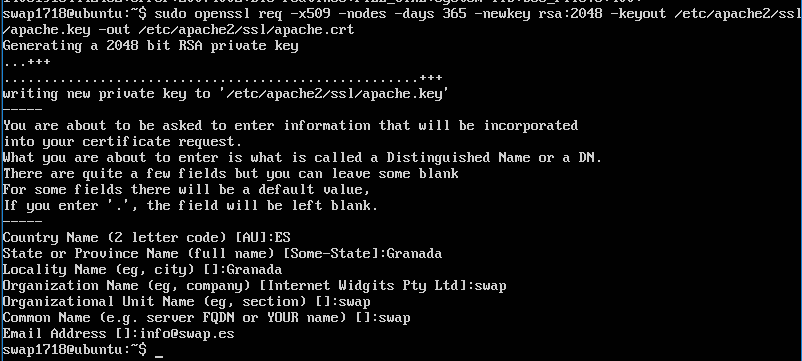 swap1718@ubuntu:~$ sudo openssl req -x509 -nodes -days 365 -newkey rsa:2048 -keyout /etc/apache2/ssl
/apache.key -out /etc/apache2/ssl/apache.crt
Generating a 2048 bit RSA private key
...+++
.....................................................+++
writing new private key to '/etc/apache2/ssl/apache.key'
-----
You are about to be asked to enter information that will be incorporated
into your certificate request.
What you are about to enter is what is called a Distinguished Name or a DN.
There are quite a few fields but you can leave some blank
For some fields there will be a default value,
If you enter '.', the field will be left blank.
-----
Country Name (2 letter code) [AU]:ES
State or Province Name (full name) [Some-State]:Granada
Locality Name (eg, city) []:Granada
Organization Name (eg, company) [Internet Widgits Pty Ltd]:swap
Organizational Unit Name (eg, section) []:swap
Common Name (e.g. server FQDN or YOUR name) []:swap
Email Address []:info@swap.es
swap1718@ubuntu:~$ _